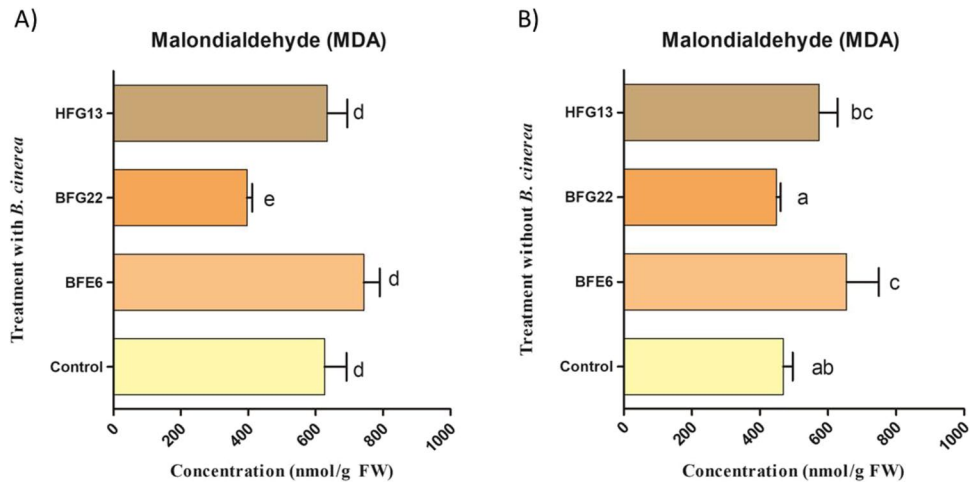 A)
Malondialdehyde (MDA)
Treatment with B. cinerea
HFG13
d
BFG22
e
BFE6
d
Control
d
0
200
400
600
800
1000
Concentration (nmol/g FW)
B)
Malondialdehyde (MDA)
Treatment without B. cinerea
HFG13
bc
BFG22
a
BFE6
c
Control
ab
0
200
400
600
800
1000
Concentration (nmol/g FW)